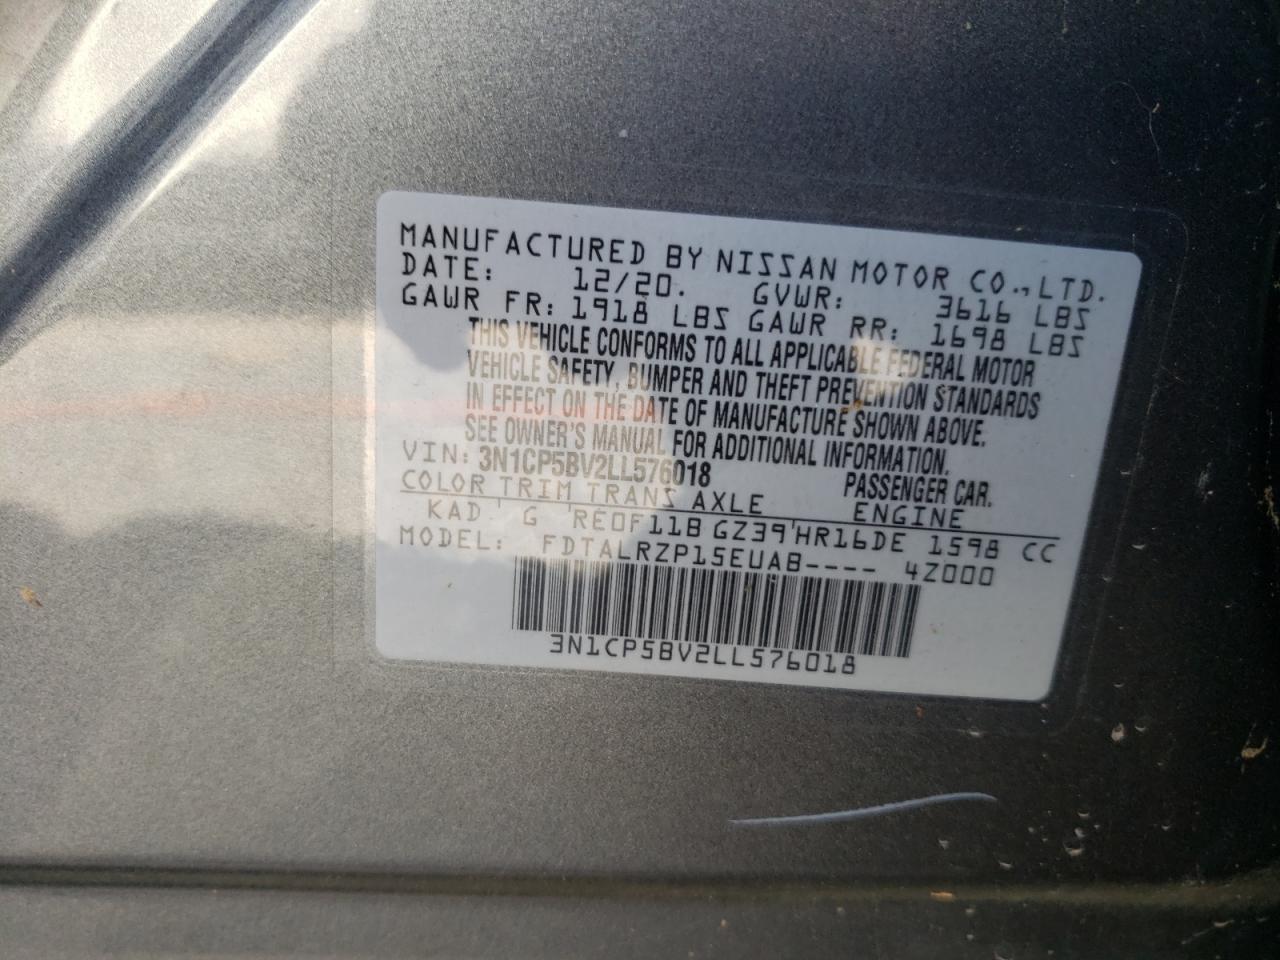 MANUFACTURED BY NISSAN MOTOR CO., LTD.
DATE: 12/20. GVWR: 3616 LBS
GAWR FR: 1918 LBS GAWR RR: 1698 LBS
THIS VEHICLE CONFORMS TO ALL APPLICABLE FEDERAL MOTOR
VEHICLE SAFETY, BUMPER AND THEFT PREVENTION STANDARDS
IN EFFECT ON THE DATE OF MANUFACTURE SHOWN ABOVE.
SEE OWNER'S MANUAL FOR ADDITIONAL INFORMATION.
VIN: 3N1CP5BV2LL576018 PASSENGER CAR.
COLOR TRIM TRANS AXLE ENGINE
KAD ' G ' RE0F11B GZ39'HR16DE 1598 CC
MODEL: FDTALRZP15EUAB---- 4Z000
3N1CP5BV2LL576018